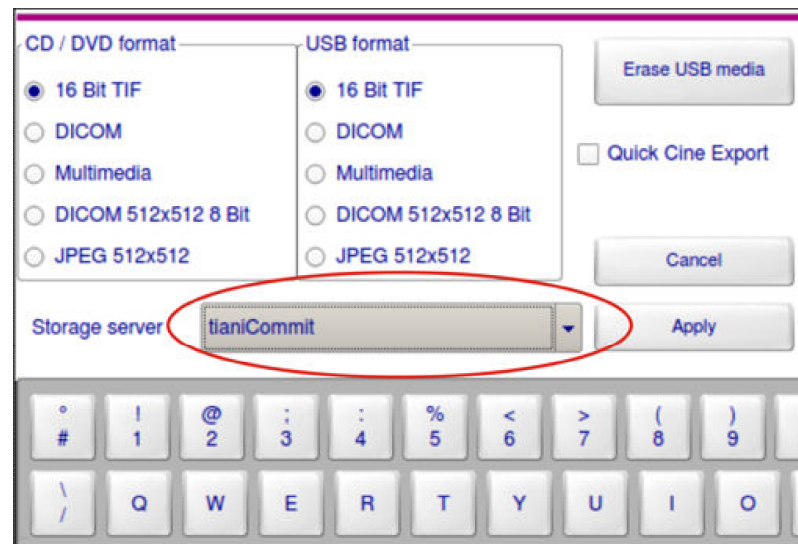 CD / DVD format
16 Bit TIF
DICOM
Multimedia
DICOM 512x512 8 Bit
JPEG 512x512
USB format
16 Bit TIF
DICOM
Multimedia
DICOM 512x512 8 Bit
JPEG 512x512
Erase USB media
Quick Cine Export
Cancel
Storage server
tianiCommit
Apply
° ! @ ; : % < > ( )
# 1 2 3 4 5 6 7 8 9
\
/ Q W E R T Y U I O